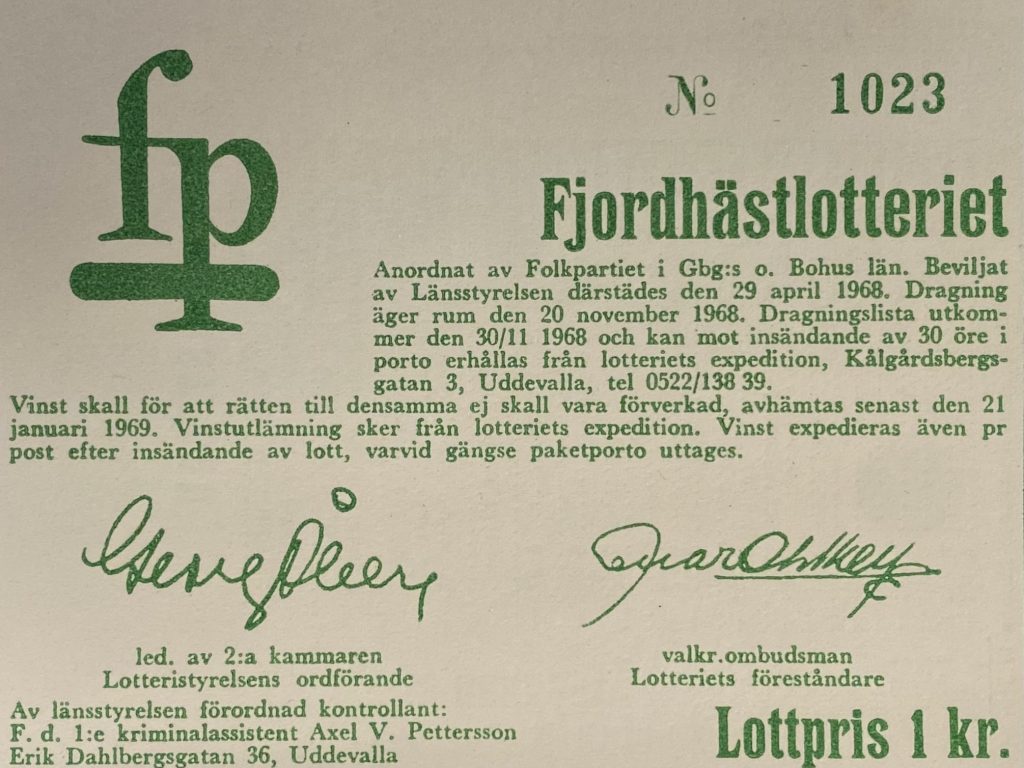 fp
No 1023
Fjordhästlotteriet
Anordnat av Folkpartiet i Gbg:s o. Bohus län. Beviljat
av Länsstyrelsen därstädes den 29 april 1968. Dragning
äger rum den 20 november 1968. Dragningslista utkom-
mer den 30/11 1968 och kan mot insändande av 30 öre i
porto erhållas från lotteriets expedition, Kålgårdsbergs-
gatan 3, Uddevalla, tel 0522/138 39.
Vinst skall för att rätten till densamma ej skall vara förverkad, avhämtas senast den 21
januari 1969. Vinstutlämning sker från lotteriets expedition. Vinst expedieras även pr
post efter insändande av lott, varvid gängse paketporto uttages.
Georg Åberg
led. av 2:a kammaren
Lotteristyrelsens ordförande
valkr.ombudsman
Lotteriets föreståndare
Av länsstyrelsen förordnad kontrollant:
F. d. 1:e kriminalassistent Axel V. Pettersson
Erik Dahlbergsgatan 36, Uddevalla
Lottpris 1 kr.